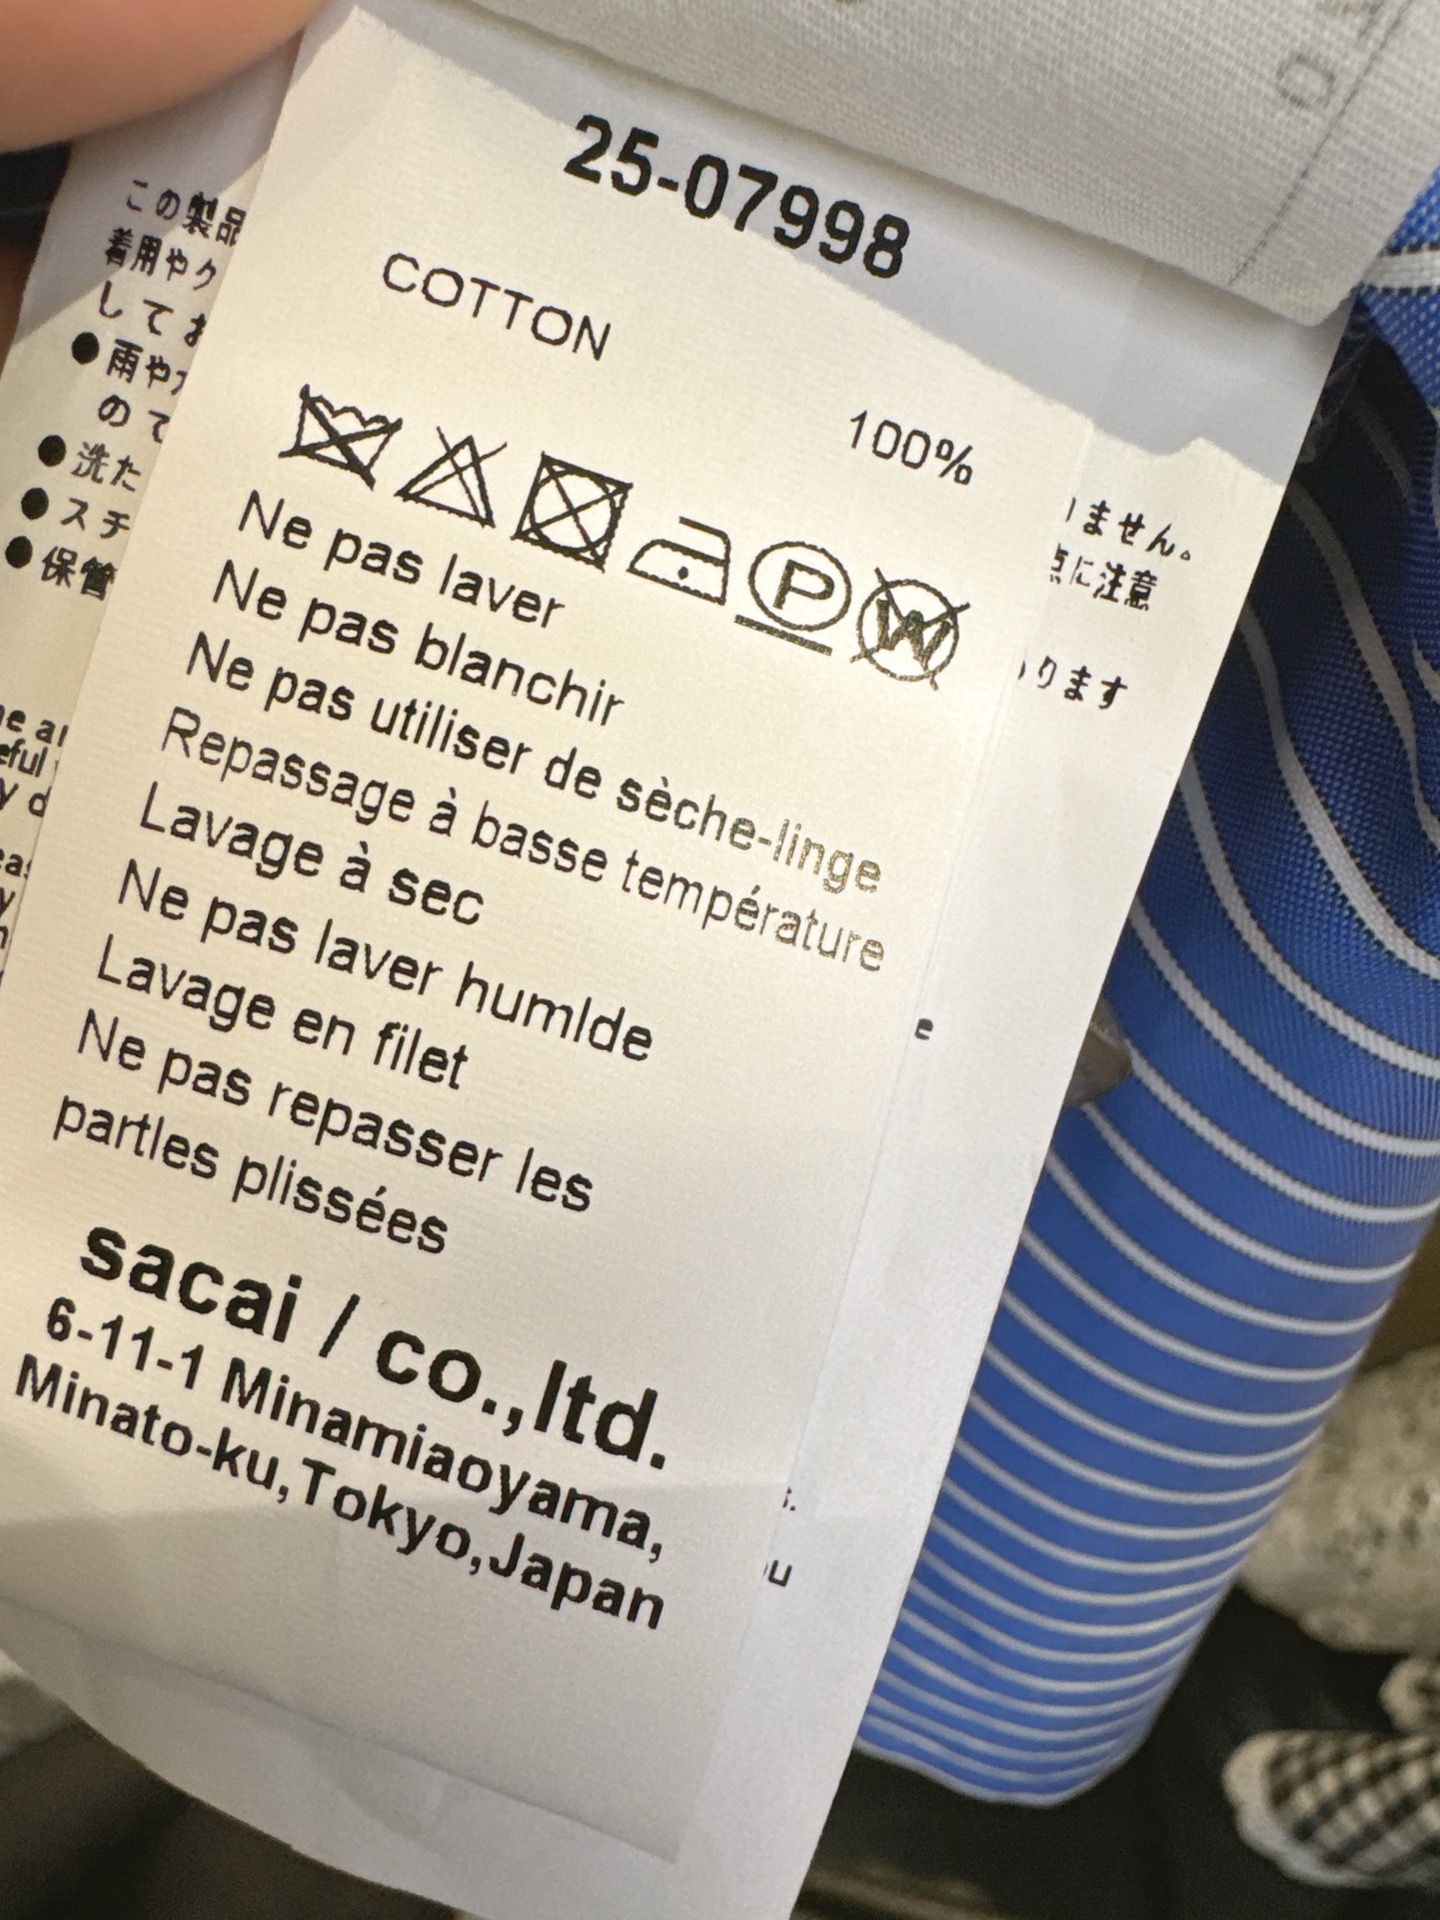 25-07998
COTTON
100%
P W
Ne pas laver
Ne pas blanchir
Ne pas utiliser de sèche-linge
Repassage à basse température
Lavage à sec
Ne pas laver humlde
Lavage en filet
Ne pas repasser les
partles plissées
sacai / co.,ltd.
6-11-1 Minamiaoyama,
Minato-ku,Tokyo,Japan
この製品
着用やク
してお
●雨や水
ので
●洗た
●スチ
●保管
りません。
点に注意
あります